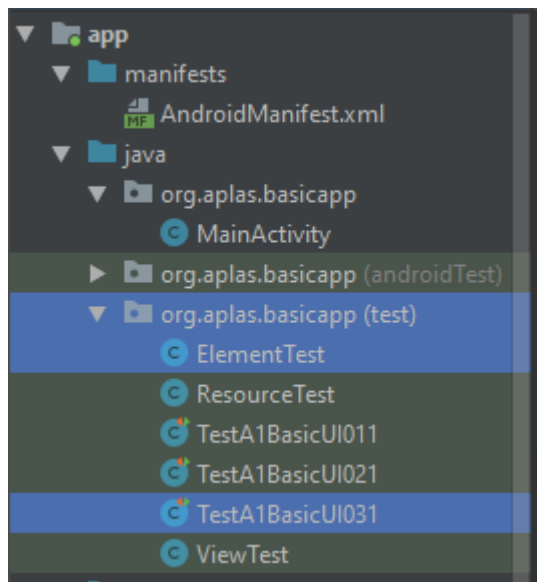 app
manifests
MF AndroidManifest.xml
java
org.aplas.basicapp
C MainActivity
org.aplas.basicapp (androidTest)
org.aplas.basicapp (test)
C ElementTest
C ResourceTest
C TestA1BasicUI011
C TestA1BasicUI021
C TestA1BasicUI031
C ViewTest